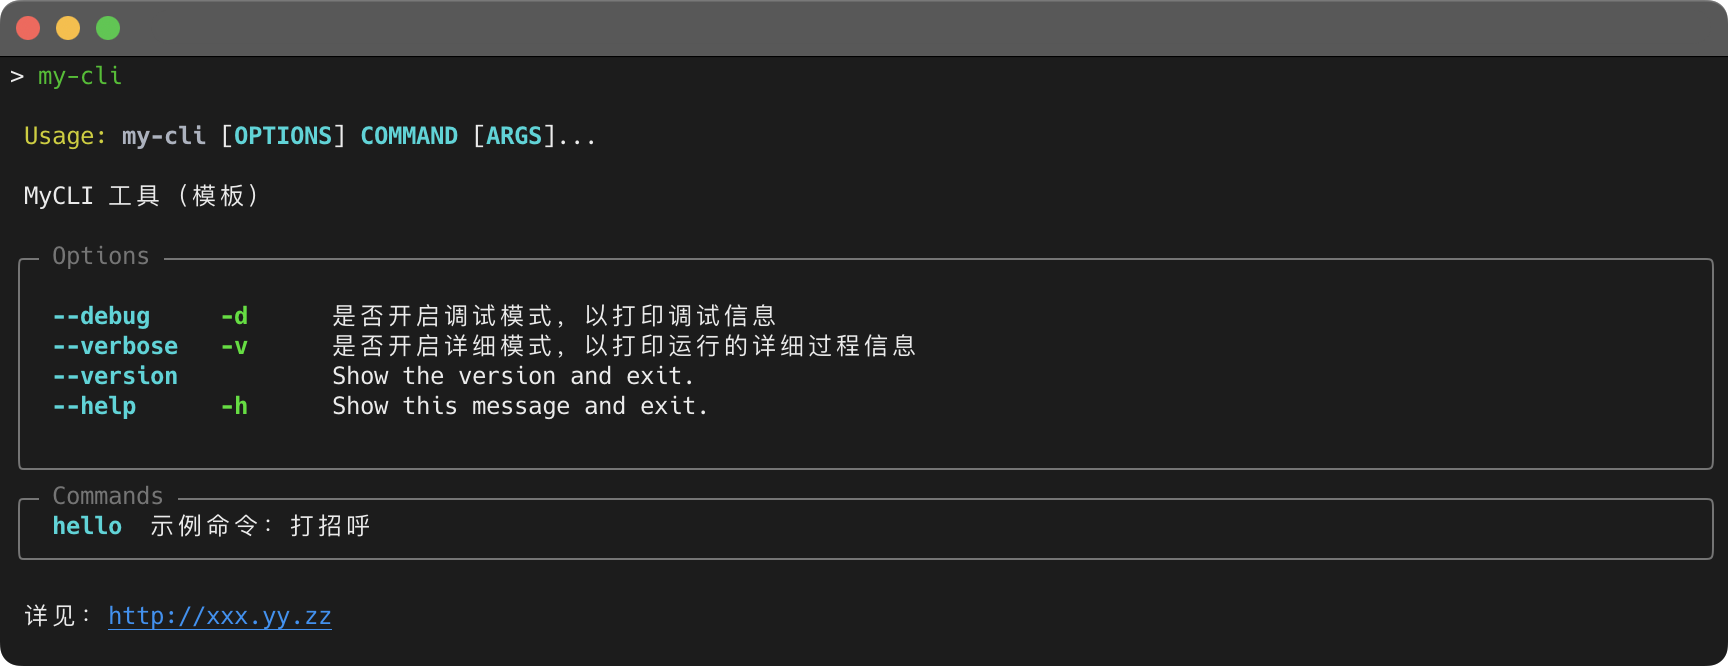 > my-cli
Usage: my-cli [OPTIONS] COMMAND [ARGS]...
MyCLI 工具（模板）
Options
--debug -d 是否开启调试模式，以打印调试信息
--verbose -v 是否开启详细模式，以打印运行的详细过程信息
--version Show the version and exit.
--help -h Show this message and exit.
Commands
hello 示例命令：打招呼
详见：http://xxx.yy.zz